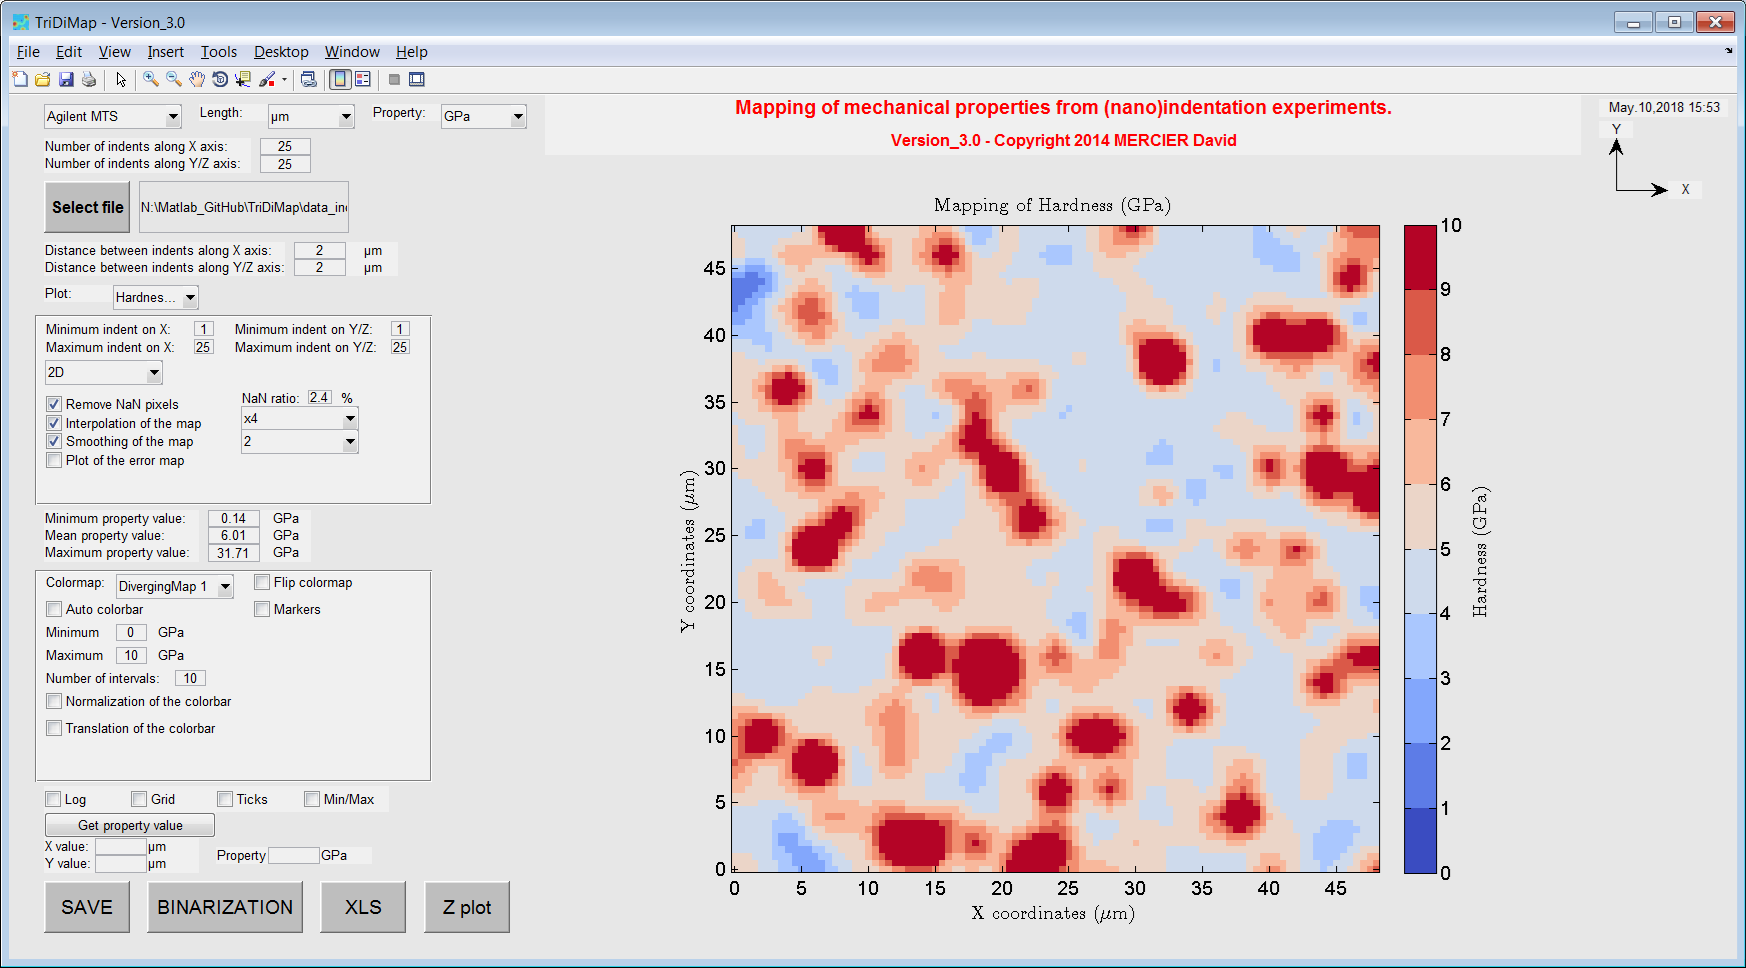 TriDiMap - Version_3.0
File Edit View Insert Tools Desktop Window Help
Agilent MTS Length: µm Property: GPa
Mapping of mechanical properties from (nano)indentation experiments.
Version_3.0 - Copyright 2014 MERCIER David
May.10,2018 15:53
Y
X
Number of indents along X axis: 25
Number of indents along Y/Z axis: 25
Select file N:\Matlab_GitHub\TriDiMap\data_in
Distance between indents along X axis: 2 µm
Distance between indents along Y/Z axis: 2 µm
Plot: Hardnes...
Minimum indent on X: 1 Minimum indent on Y/Z: 1
Maximum indent on X: 25 Maximum indent on Y/Z: 25
2D
NaN ratio: 2.4 %
Remove NaN pixels
x4
Interpolation of the map
Smoothing of the map 2
Plot of the error map
Minimum property value: 0.14 GPa
Mean property value: 6.01 GPa
Maximum property value: 31.71 GPa
Colormap: DivergingMap 1 Flip colormap
Auto colorbar Markers
Minimum 0 GPa
Maximum 10 GPa
Number of intervals: 10
Normalization of the colorbar
Translation of the colorbar
Log Grid Ticks Min/Max
Get property value
X value: µm
Y value: µm
Property GPa
SAVE BINARIZATION XLS Z plot
Mapping of Hardness (GPa)
45
40
35
30
25
20
15
10
5
0
Y coordinates (µm)
0 5 10 15 20 25 30 35 40 45
X coordinates (µm)
10
9
8
7
6
5
4
3
2
1
0
Hardness (GPa)